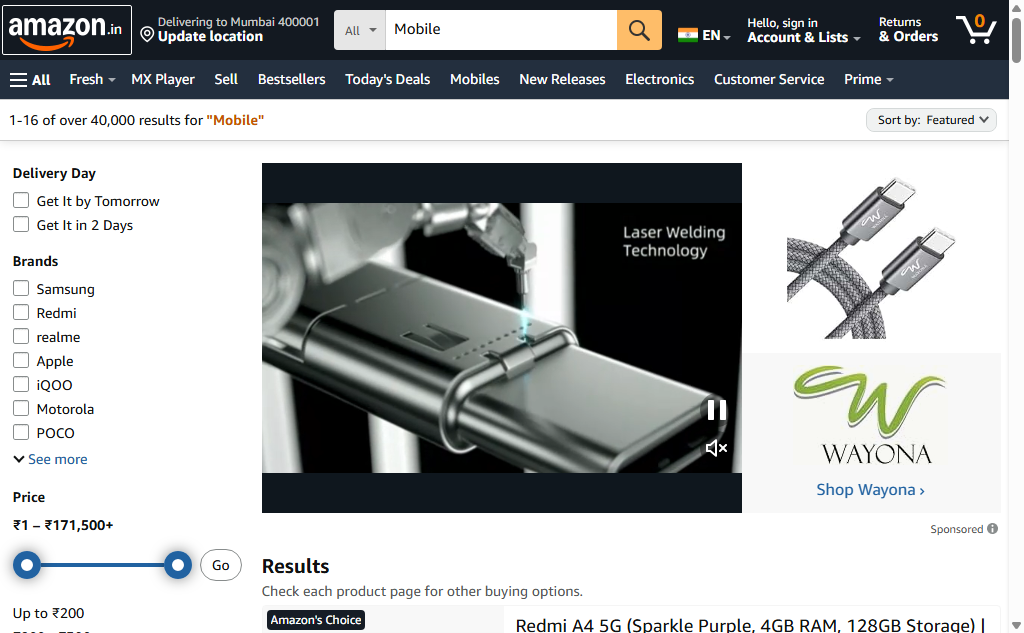 amazon.in
Delivering to Mumbai 400001
Update location
All
Mobile
EN
Hello, sign in
Account & Lists
Returns
& Orders
0
All
Fresh
MX Player
Sell
Bestsellers
Today's Deals
Mobiles
New Releases
Electronics
Customer Service
Prime
1-16 of over 40,000 results for "Mobile"
Sort by: Featured
Delivery Day
Get It by Tomorrow
Get It in 2 Days
Brands
Samsung
Redmi
realme
Apple
iQOO
Motorola
POCO
See more
Price
₹1 – ₹171,500+
Go
Up to ₹200
Laser Welding
Technology
WAYONA
WAYONA
WAYONA
Shop Wayona ›
Sponsored
Results
Check each product page for other buying options.
Amazon's Choice
Redmi A4 5G (Sparkle Purple, 4GB RAM, 128GB Storage) |